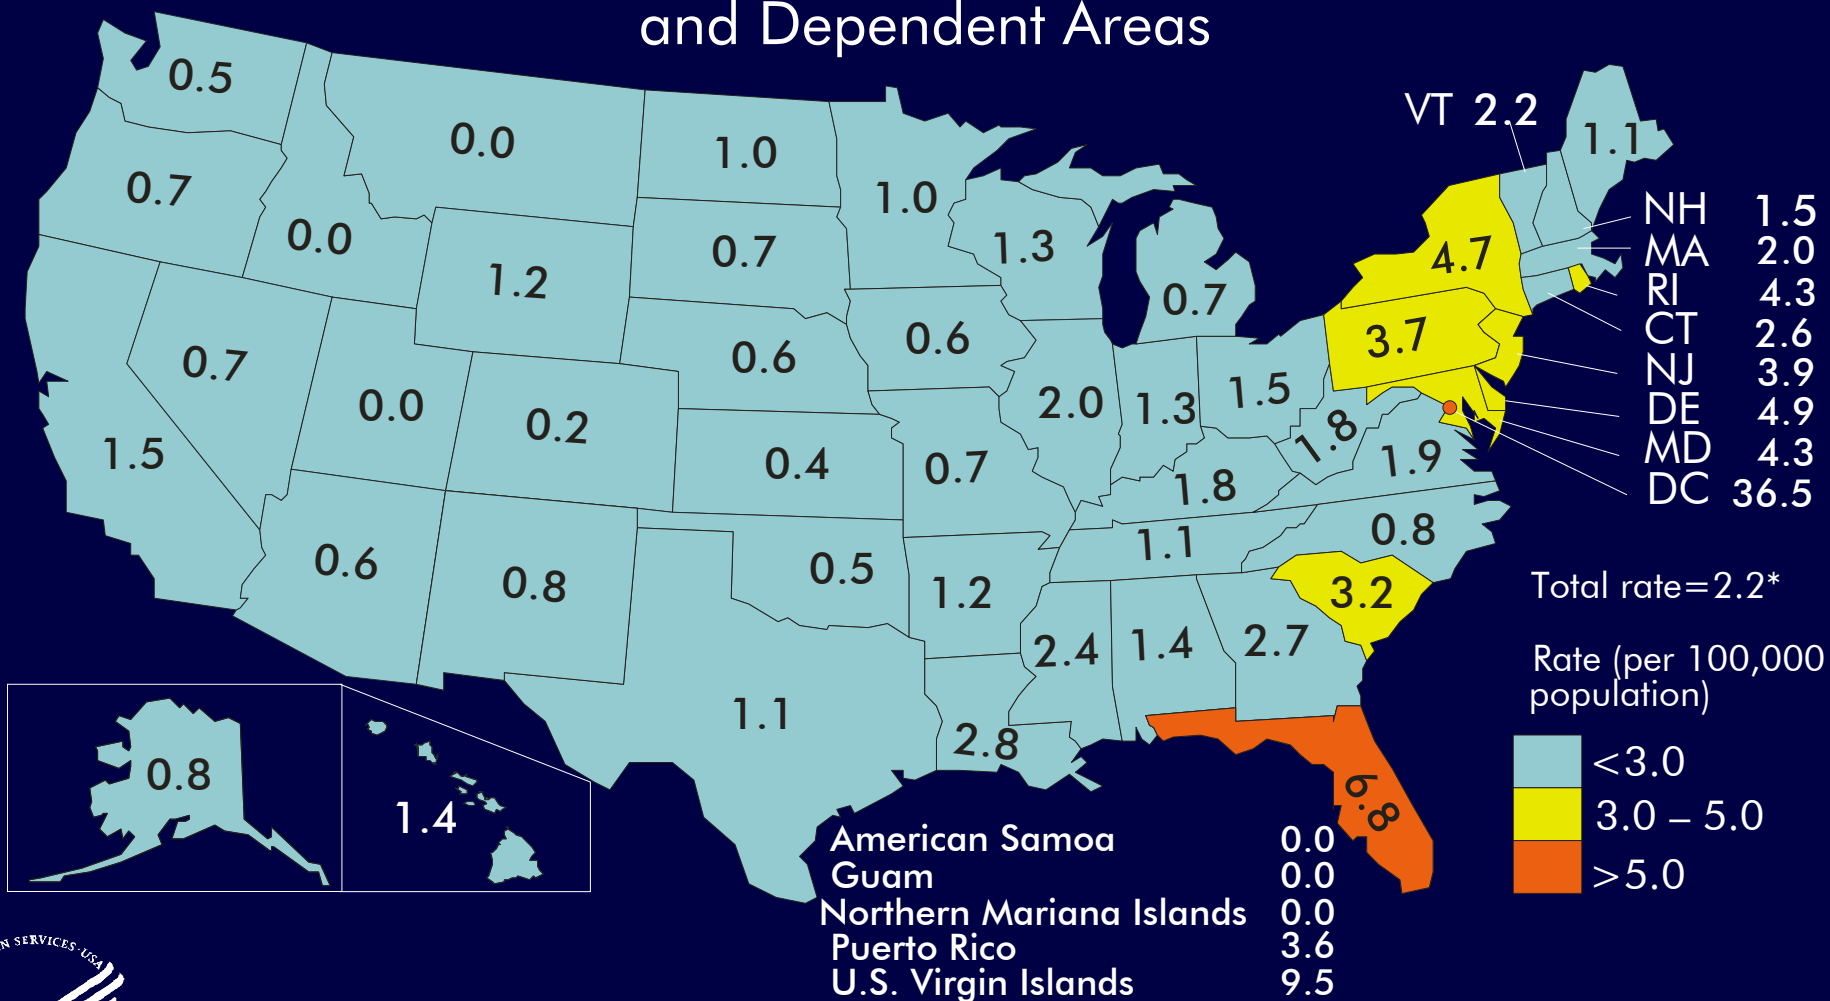 and Dependent Areas
VT 2.2
0.5
0.0
1.0
1.0
1.1
0.7
0.0
1.2
0.7
1.3
0.7
4.7
NH 1.5
MA 2.0
RI 4.3
CT 2.6
NJ 3.9
DE 4.9
MD 4.3
DC 36.5
0.7
0.0
0.2
0.6
0.6
2.0
1.3
1.5
3.7
1.5
0.4
0.7
1.8
1.8
1.9
0.6
0.8
0.5
1.2
1.1
0.8
3.2
1.1
2.8
2.4
1.4
2.7
6.8
0.8
1.4
Total rate=2.2*
Rate (per 100,000
population)
<3.0
3.0 – 5.0
>5.0
American Samoa 0.0
Guam 0.0
Northern Mariana Islands 0.0
Puerto Rico 3.6
U.S. Virgin Islands 9.5
SERVICES·USA